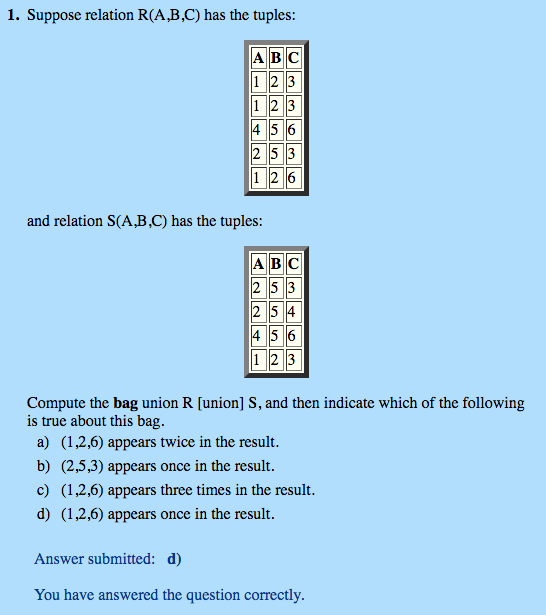 1. Suppose relation R(A,B,C) has the tuples:
A B C
1 2 3
1 2 3
4 5 6
2 5 3
1 2 6
and relation S(A,B,C) has the tuples:
A B C
2 5 3
2 5 4
4 5 6
1 2 3
Compute the bag union R [union] S, and then indicate which of the following
is true about this bag.
a) (1,2,6) appears twice in the result.
b) (2,5,3) appears once in the result.
c) (1,2,6) appears three times in the result.
d) (1,2,6) appears once in the result.
Answer submitted: d)
You have answered the question correctly.